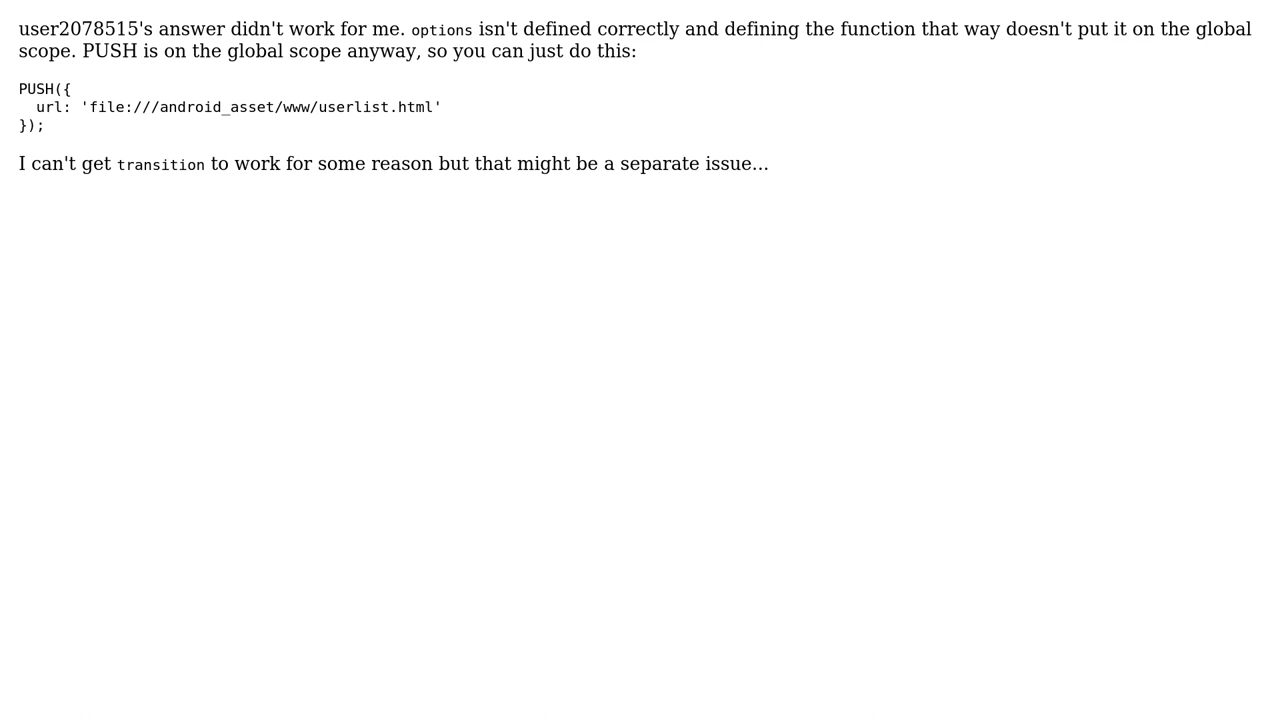 user2078515's answer didn't work for me. options isn't defined correctly and defining the function that way doesn't put it on the global
scope. PUSH is on the global scope anyway, so you can just do this:
PUSH({
  url: 'file:///android_asset/www/userlist.html'
});
I can't get transition to work for some reason but that might be a separate issue...